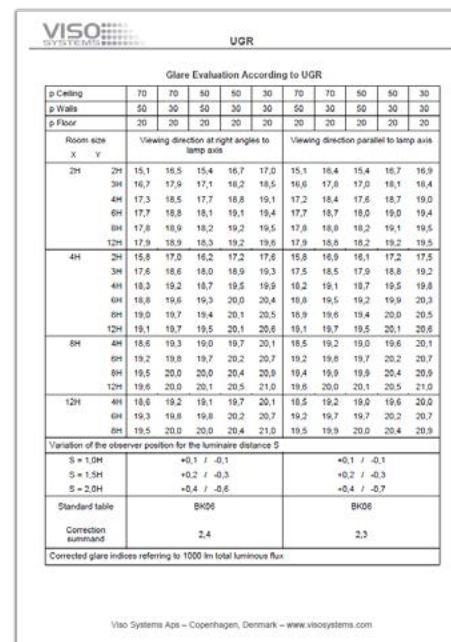 VISO
SYSTEMS
UGR
Glare Evaluation According to UGR
p Ceiling 70 70 50 50 30 70 70 50 50 30
p Walls 50 30 50 30 30 50 30 50 30 30
p Floor 20 20 20 20 20 20 20 20 20 20
Room size Viewing direction at right angles to Viewing direction parallel to lamp axis
X Y lamp axis
2H 2H 15,1 16,5 15,4 16,7 17,0 15,1 16,4 15,4 16,7 16,9
3H 16,7 17,9 17,1 18,2 18,5 16,6 17,8 17,0 18,1 18,4
4H 17,3 18,5 17,7 18,8 19,1 17,2 18,4 17,6 18,7 19,0
6H 17,7 18,8 18,1 19,1 19,4 17,7 18,7 18,0 19,0 19,4
8H 17,8 18,9 18,2 19,2 19,5 17,8 18,8 18,2 19,1 19,5
12H 17,9 18,9 18,3 19,2 19,6 17,9 18,8 18,2 19,2 19,5
4H 2H 15,8 17,0 16,2 17,2 17,6 15,8 16,9 16,1 17,2 17,5
3H 17,6 18,6 18,0 18,9 19,3 17,5 18,5 17,9 18,8 19,2
4H 18,3 19,2 18,7 19,5 19,9 18,2 19,1 18,7 19,5 19,8
6H 18,8 19,6 19,3 20,0 20,4 18,8 19,5 19,2 19,9 20,3
8H 19,0 19,7 19,4 20,1 20,5 18,9 19,6 19,4 20,0 20,5
12H 19,1 19,7 19,5 20,1 20,6 19,1 19,7 19,5 20,1 20,6
8H 4H 18,6 19,3 19,0 19,7 20,1 18,5 19,2 19,0 19,6 20,1
6H 19,2 19,8 19,7 20,2 20,7 19,2 19,8 19,7 20,2 20,7
8H 19,5 20,0 20,0 20,4 20,9 19,4 19,9 19,9 20,4 20,9
12H 19,6 20,0 20,1 20,5 21,0 19,6 20,0 20,1 20,5 21,0
12H 4H 18,6 19,2 19,1 19,7 20,1 18,5 19,2 19,0 19,6 20,0
6H 19,3 19,8 19,8 20,2 20,7 19,2 19,7 19,7 20,2 20,7
8H 19,5 20,0 20,0 20,4 21,0 19,5 19,9 20,0 20,4 20,9
Variation of the observer position for the luminaire distance S
S = 1,0H +0,1 / -0,1 +0,1 / -0,1
S = 1,5H +0,2 / -0,3 +0,2 / -0,3
S = 2,0H +0,4 / -0,6 +0,4 / -0,7
Standard table BK06 BK06
Correction
summand 2,4 2,3
Corrected glare indices referring to 1000 lm total luminous flux
Viso Systems Aps – Copenhagen, Denmark – www.visosystems.com